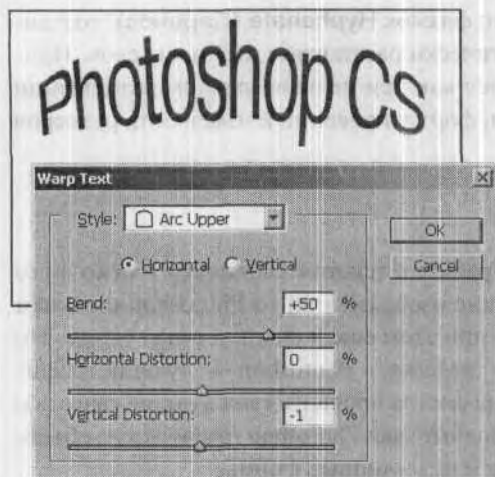 Photoshop Cs
Warp Text
Style: Arc Upper
OK
Horizontal Vertical
Cancel
Bend: +50 %
Horizontal Distortion: 0 %
Vertical Distortion: -1 %